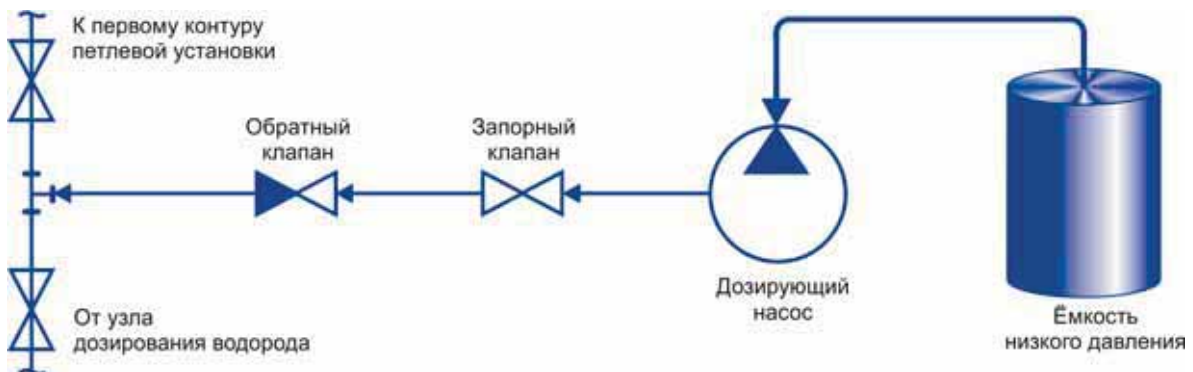 К первому контуру
петлевой установки
Обратный
клапан
Запорный
клапан
Дозирующий
насос
Ёмкость
низкого давления
От узла
дозирования водорода